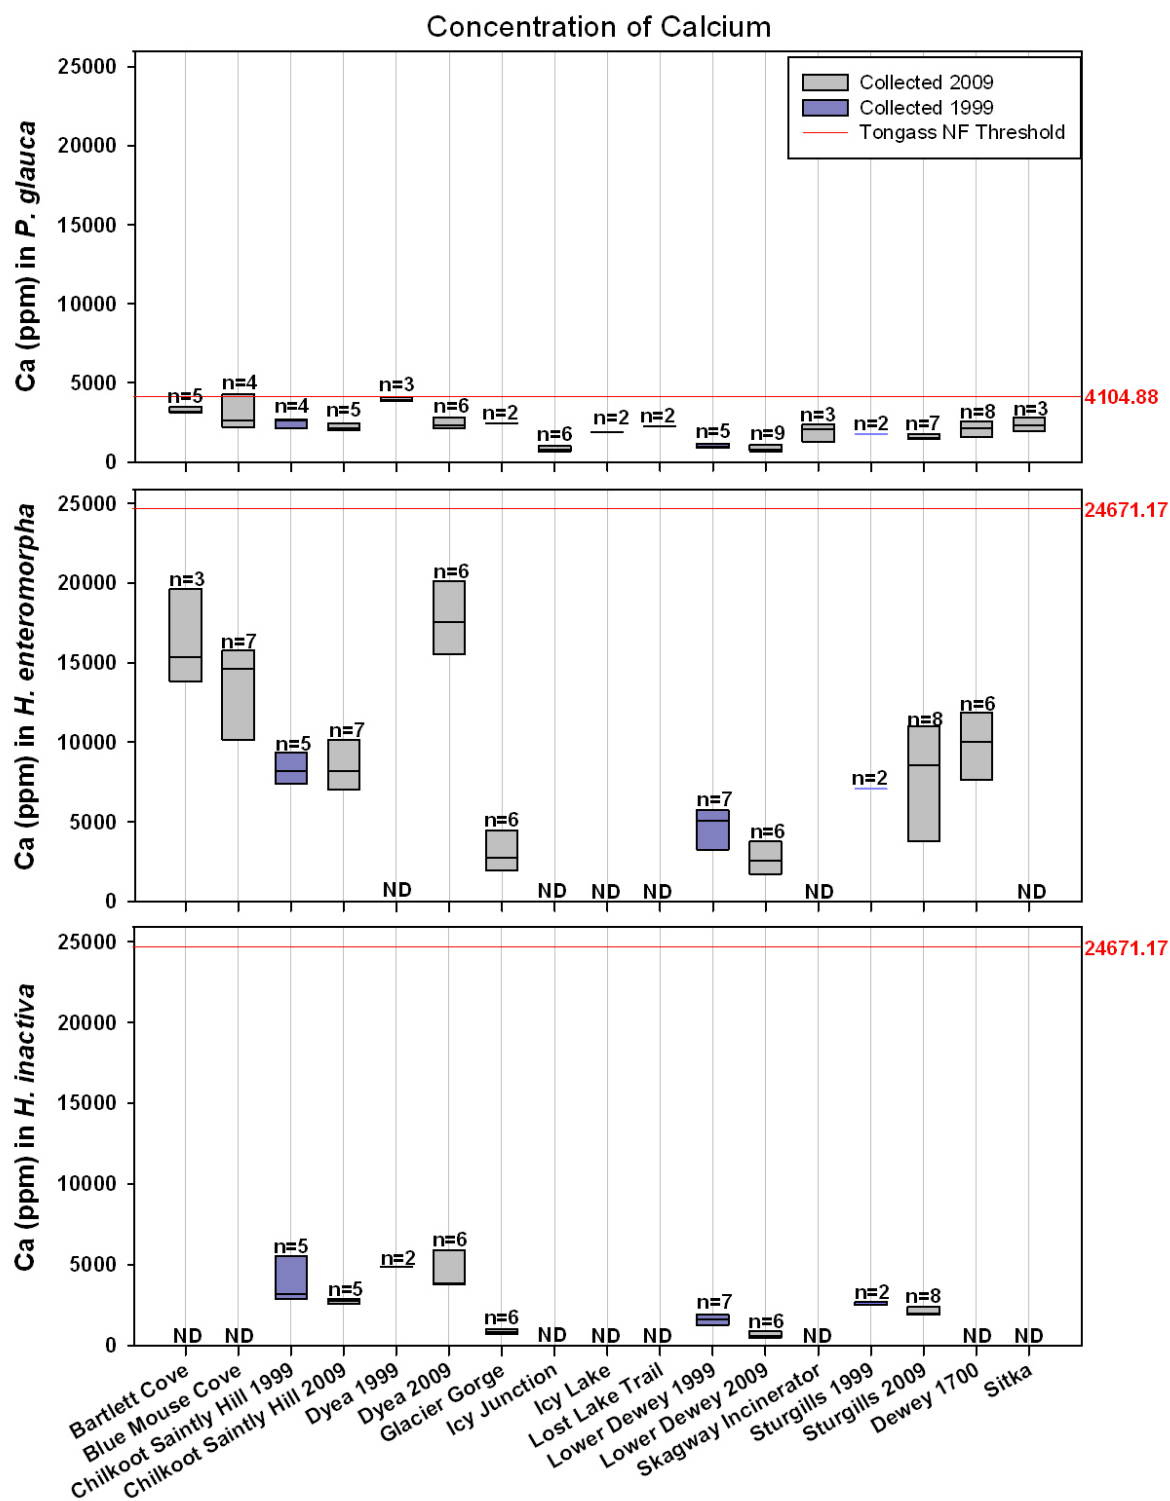 Concentration of Calcium
Collected 2009
Collected 1999
Tongass NF Threshold
Ca (ppm) in P. glauca
25000
20000
15000
10000
5000
0
n=5
n=4
n=4
n=5
n=3
n=6
n=2
n=6
n=2
n=2
n=5
n=9
n=3
n=2
n=7
n=8
n=3
4104.88
Ca (ppm) in H. enteromorpha
25000
20000
15000
10000
5000
0
n=3
n=7
n=5
n=7
ND
n=6
n=6
ND
ND
ND
n=7
n=6
ND
n=2
n=8
n=6
ND
24671.17
Ca (ppm) in H. inactiva
25000
20000
15000
10000
5000
0
ND
ND
n=5
n=5
n=2
n=6
n=6
ND
ND
ND
n=7
n=6
ND
n=2
n=8
ND
ND
24671.17
Bartlett Cove
Blue Mouse Cove
Chilkoot Saintly Hill 1999
Chilkoot Saintly Hill 2009
Dyea 1999
Dyea 2009
Glacier Gorge
Icy Junction
Icy Lake
Lost Lake Trail
Lower Dewey 1999
Lower Dewey 2009
Skagway Incinerator
Sturgills 1999
Sturgills 2009
Dewey 1700
Sitka